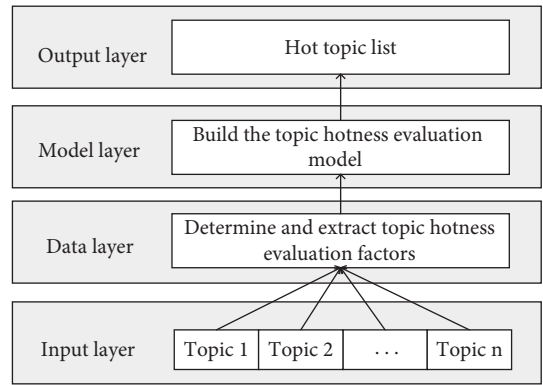 Output layer
Hot topic list
Model layer
Build the topic hotness evaluation
model
Data layer
Determine and extract topic hotness
evaluation factors
Input layer
Topic 1
Topic 2
. . .
Topic n